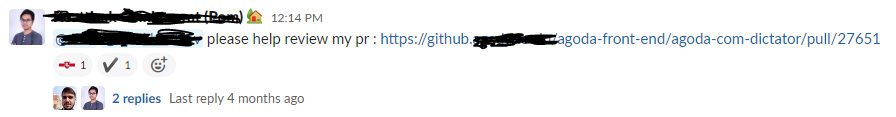 (Pom) 12:14 PM
please help review my pr : https://github. /agoda-front-end/agoda-com-dictator/pull/27651
1 1
2 replies Last reply 4 months ago